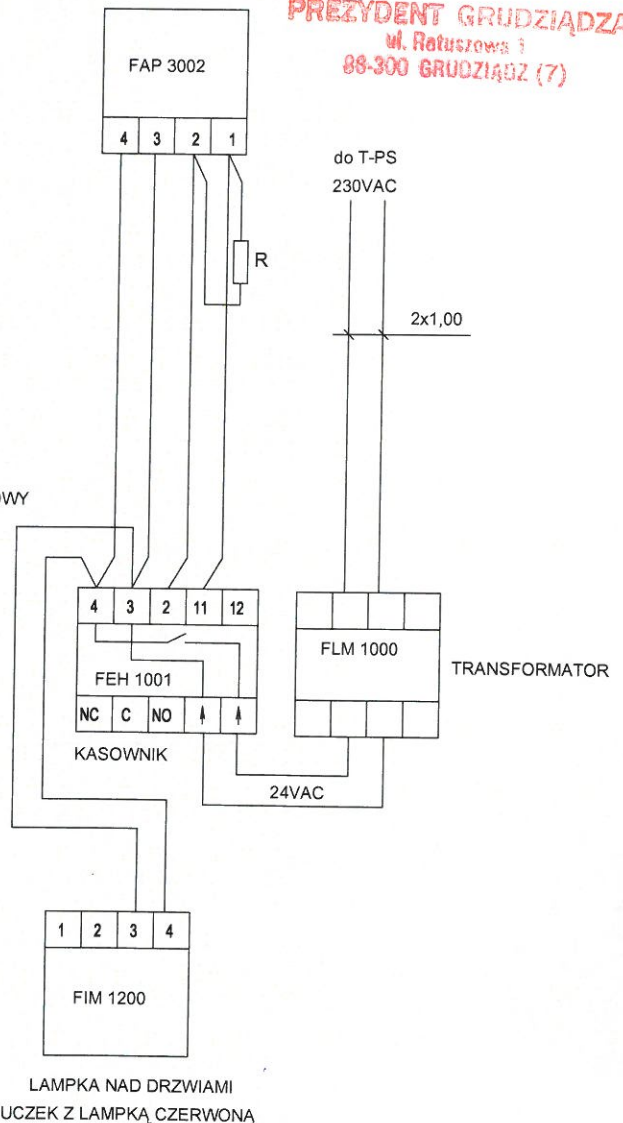 PREZYDENT GRUDZIĄDZA
ul. Ratuszowa 1
86-300 GRUDZIĄDZ (7)
FAP 3002
4 3 2 1
R
do T-PS
230VAC
2x1,00
OWY
4 3 2 11 12
FEH 1001
NC C NO
KASOWNIK
FLM 1000
TRANSFORMATOR
24VAC
1 2 3 4
FIM 1200
LAMPKA NAD DRZWIAMI
UCZEK Z LAMPKĄ CZERWONĄ